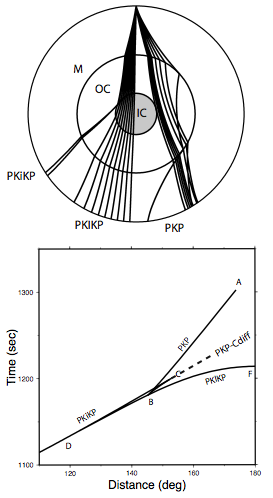 M
OC
IC
PKiKP
PKIKP
PKP
1300
A
PKP
Time (sec)
PKP-Cdiff
C
1200
PKiKP
B
PKIKP
F
D
1100
120 140 160 180
Distance (deg)